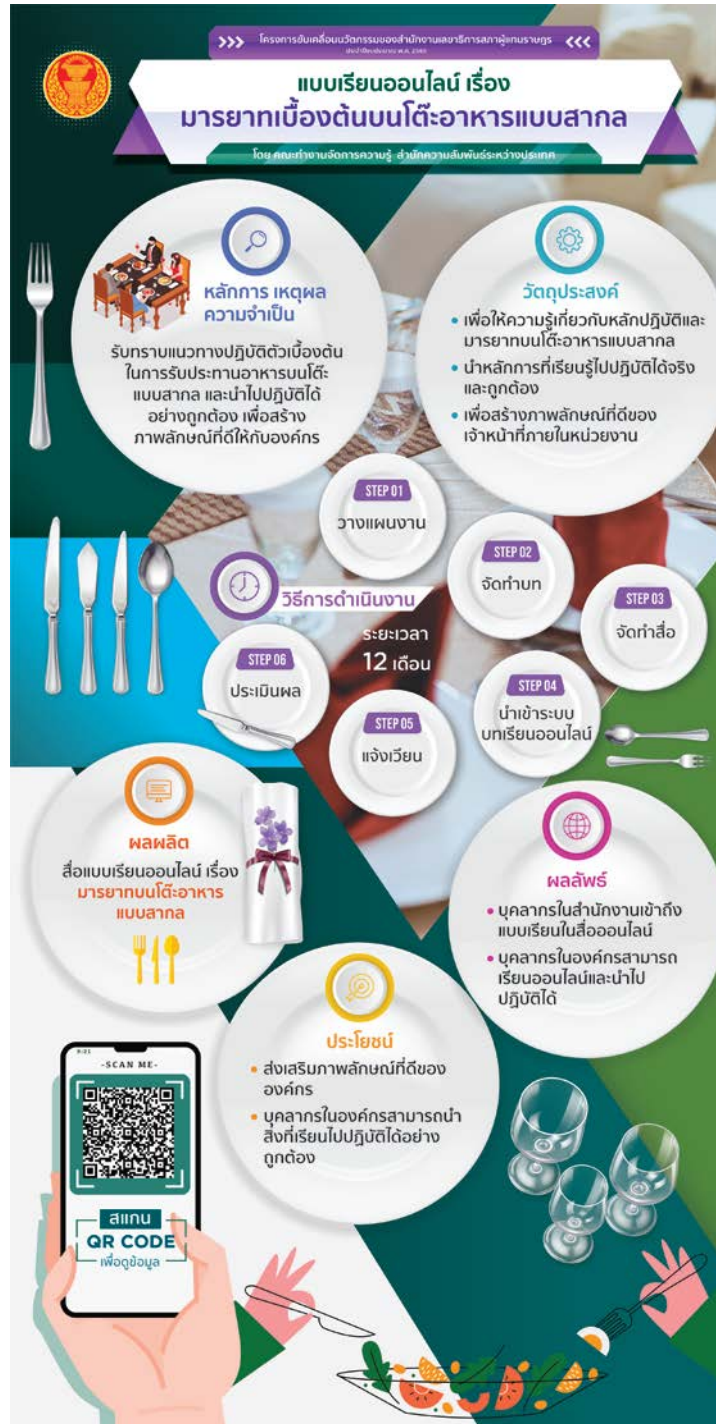 โครงการขับเคลื่อนนวัตกรรมของสำนักงานเลขาธิการสภาผู้แทนราษฎร
ประจำปีงบประมาณ พ.ศ. 2565
แบบเรียนออนไลน์ เรื่อง
มารยาทเบื้องต้นบนโต๊ะอาหารแบบสากล
โดย คณะทำงานจัดการความรู้ สำนักความสัมพันธ์ระหว่างประเทศ
หลักการ เหตุผล
ความจำเป็น
รับทราบแนวทางปฏิบัติตัวเบื้องต้น
ในการรับประทานอาหารบนโต๊ะ
แบบสากล และนำไปปฏิบัติได้
อย่างถูกต้อง เพื่อสร้าง
ภาพลักษณ์ที่ดีให้กับองค์กร
วัตถุประสงค์
• เพื่อให้ความรู้เกี่ยวกับหลักปฏิบัติและ
มารยาทบนโต๊ะอาหารแบบสากล
• นำหลักการที่เรียนรู้ไปปฏิบัติได้จริง
และถูกต้อง
• เพื่อสร้างภาพลักษณ์ที่ดีของ
เจ้าหน้าที่ภายในหน่วยงาน
วิธีการดำเนินงาน
ระยะเวลา
12 เดือน
STEP 01
วางแผนงาน
STEP 02
จัดทำบท
STEP 03
จัดทำสื่อ
STEP 04
นำเข้าระบบ
บทเรียนออนไลน์
STEP 05
แจ้งเวียน
STEP 06
ประเมินผล
ผลผลิต
สื่อแบบเรียนออนไลน์ เรื่อง
มารยาทบนโต๊ะอาหาร
แบบสากล
ผลลัพธ์
• บุคลากรในสำนักงานเข้าถึง
แบบเรียนในสื่อออนไลน์
• บุคลากรในองค์กรสามารถ
เรียนออนไลน์และนำไป
ปฏิบัติได้
ประโยชน์
• ส่งเสริมภาพลักษณ์ที่ดีของ
องค์กร
• บุคลากรในองค์กรสามารถนำ
สิ่งที่เรียนไปปฏิบัติได้อย่าง
ถูกต้อง
-SCAN ME-
สแกน
QR CODE
เพื่อดูข้อมูล